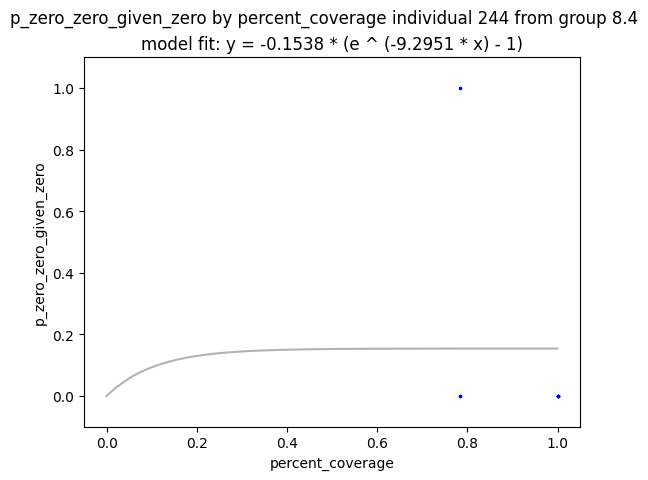 p_zero_zero_given_zero by percent_coverage individual 244 from group 8.4
model fit: y = -0.1538 * (e ^ (-9.2951 * x) - 1)
p_zero_zero_given_zero
1.0
0.8
0.6
0.4
0.2
0.0
0.0 0.2 0.4 0.6 0.8 1.0
percent_coverage